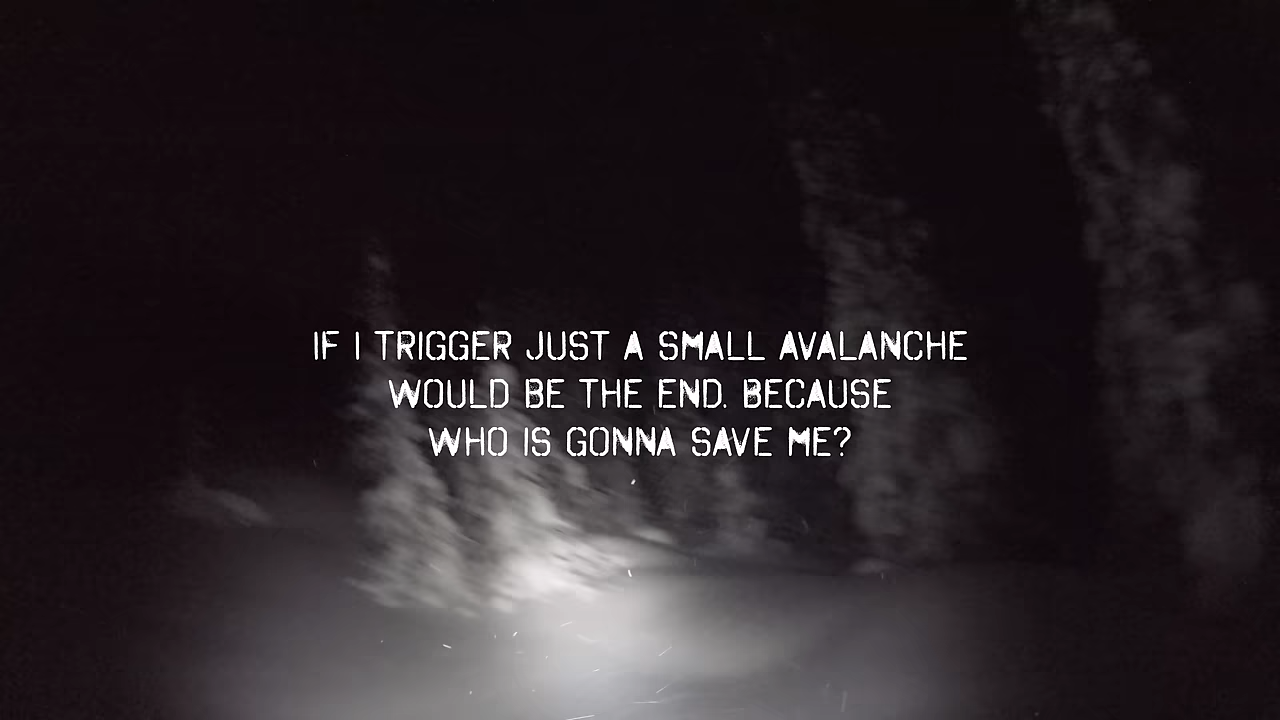 IF I TRIGGER JUST A SMALL AVALANCHE
WOULD BE THE END. BECAUSE
WHO IS GONNA SAVE ME?